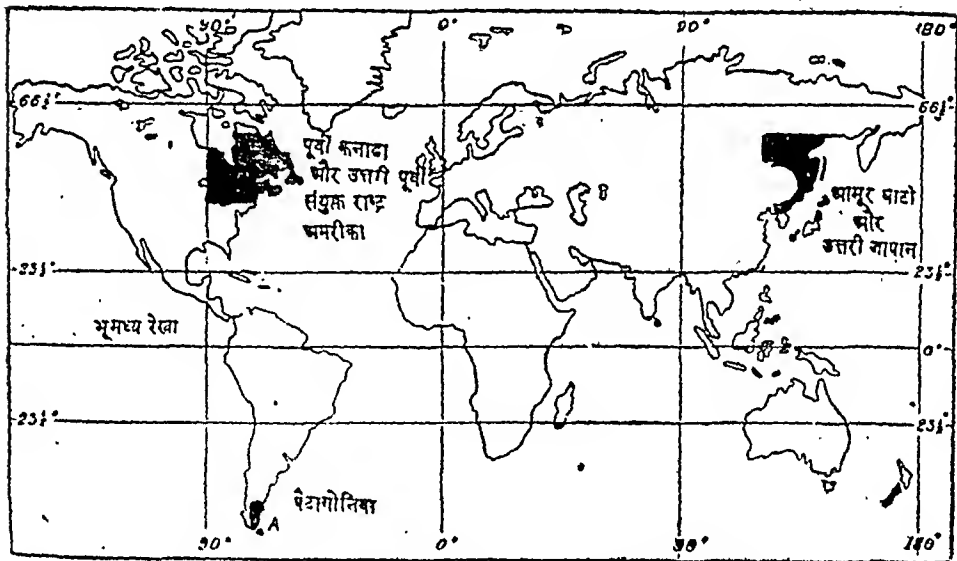 90° 0° 90° 180°
66½° 66½°
पूर्वी कनाडा
और उत्तरी पूर्वी
संयुक्त राष्ट्र
अमरीका
आमूर घाटी
और
उत्तरी जापान
23½° 23½°
भूमध्य रेखा
0°
23½° 23½°
पैटागोनिया
A
90° 0° 90° 180°